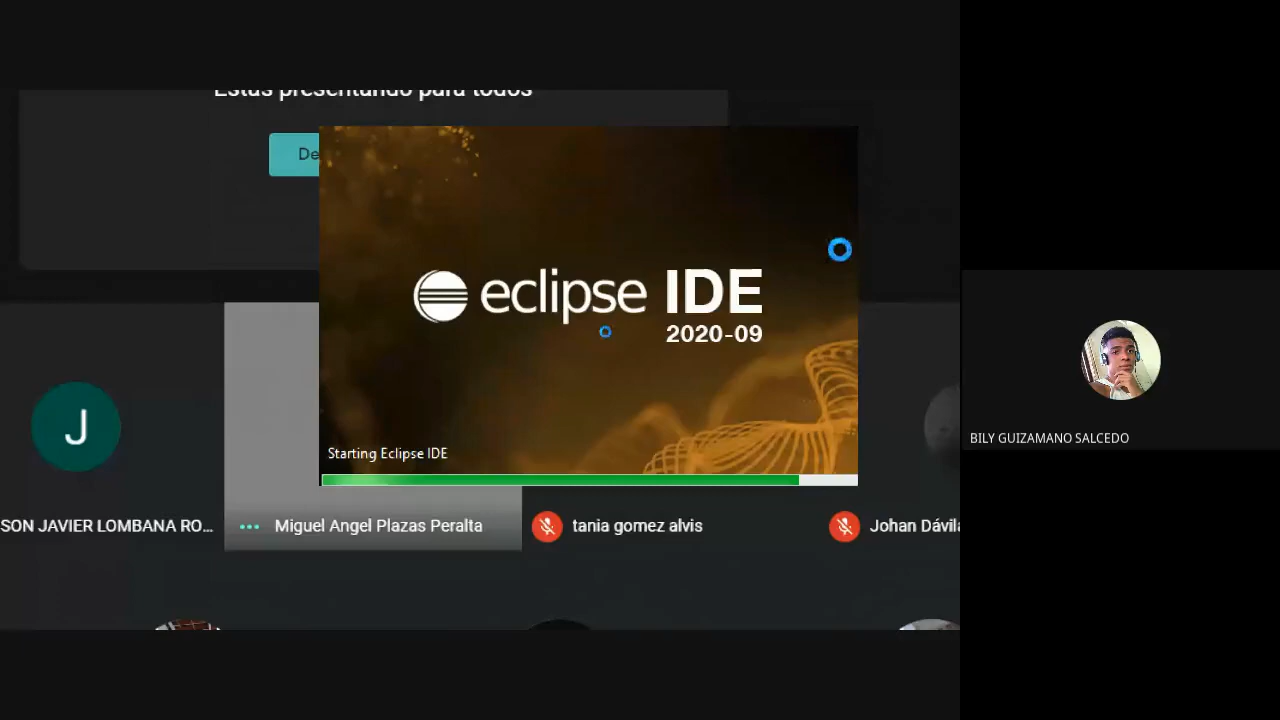 Estás presentando para todos
De
eclipse IDE
2020-09
Starting Eclipse IDE
J
SON JAVIER LOMBANA RO...
Miguel Angel Plazas Peralta
tania gomez alvis
Johan Dávila
BILY GUIZAMANO SALCEDO